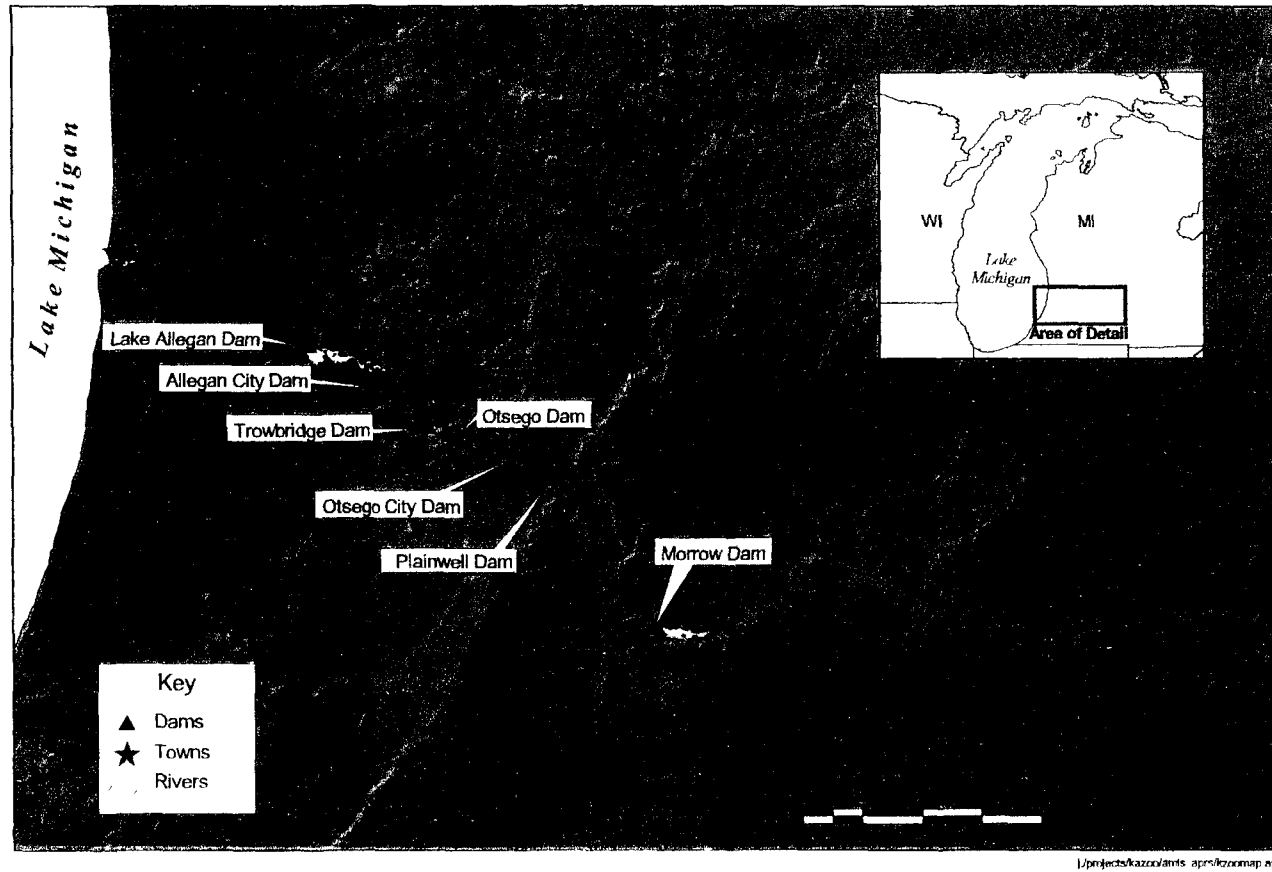 Lake Michigan
WI
MI
Lake
Michigan
Area of Detail
Lake Allegan Dam
Allegan City Dam
Trowbridge Dam
Otsego Dam
Otsego City Dam
Plainwell Dam
Morrow Dam
Key
Dams
Towns
Rivers